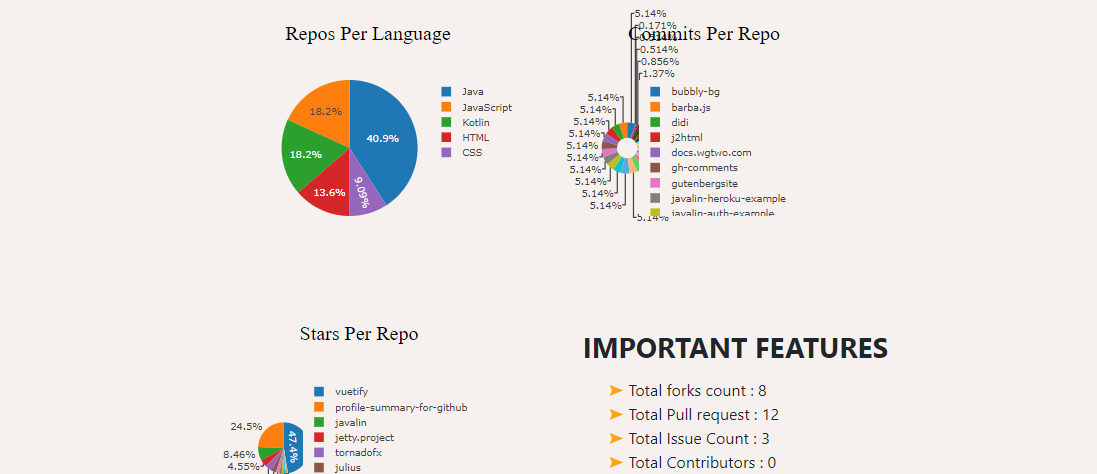 Repos Per Language
40.9%
18.2%
18.2%
13.6%
9.09%
Java
JavaScript
Kotlin
HTML
CSS
Commits Per Repo
5.14%
0.171%
0.514%
0.856%
1.37%
5.14%
5.14%
5.14%
5.14%
5.14%
5.14%
5.14%
5.14%
5.14%
5.14%
5.14%
bubbly-bg
barba.js
didi
j2html
docs.wgtwo.com
gh-comments
gutenbergsite
javalin-heroku-example
javalin-auth-example
Stars Per Repo
24.5%
47.4%
8.46%
4.55%
vuetify
profile-summary-for-github
javalin
jetty.project
tornadofx
julius
IMPORTANT FEATURES
➤ Total forks count : 8
➤ Total Pull request : 12
➤ Total Issue Count : 3
➤ Total Contributors : 0